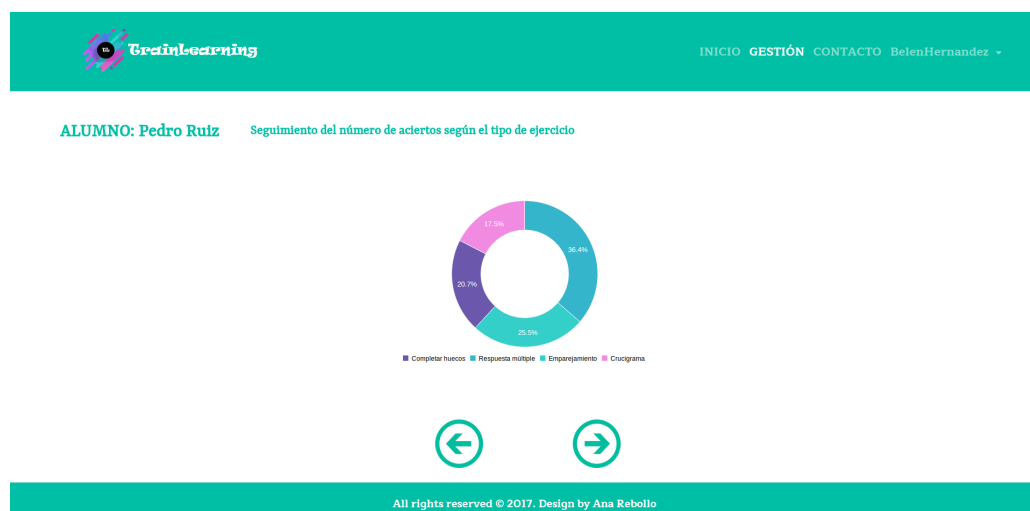 TrainLearning
INICIO GESTIÓN CONTACTO BelenHernandez
ALUMNO: Pedro Ruiz
Seguimiento del número de aciertos según el tipo de ejercicio
17.5%
36.4%
20.7%
25.5%
Completar huecos Respuesta múltiple Emparejamiento Crucigrama
All rights reserved © 2017. Design by Ana Rebollo